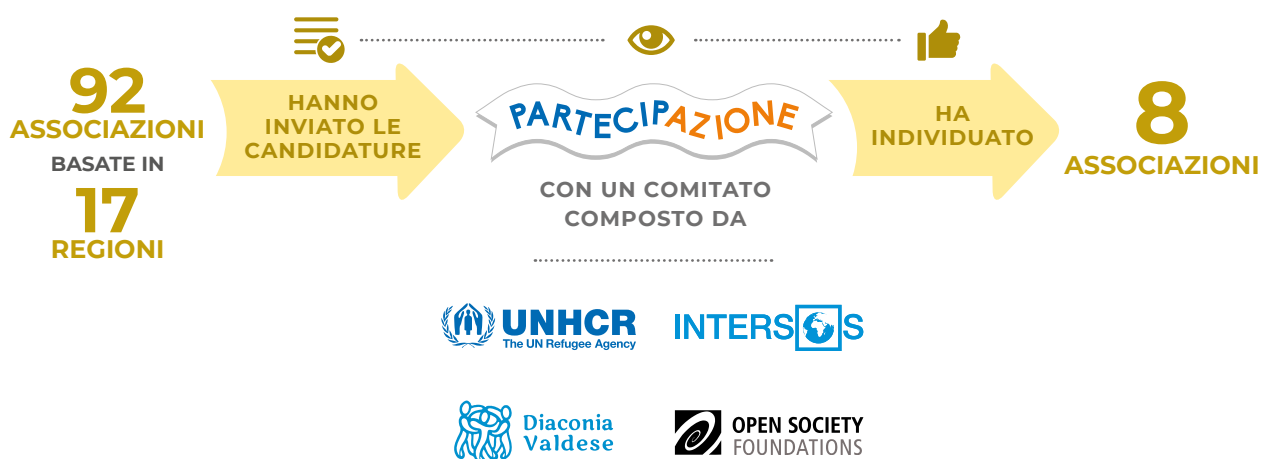 92
ASSOCIAZIONI
BASATE IN
17
REGIONI
HANNO
INVIATO LE
CANDIDATURE
PARTECIPAZIONE
CON UN COMITATO
COMPOSTO DA
HA
INDIVIDUATO
8
ASSOCIAZIONI
UNHCR
The UN Refugee Agency
INTERSOS
Diaconia
Valdese
OPEN SOCIETY
FOUNDATIONS